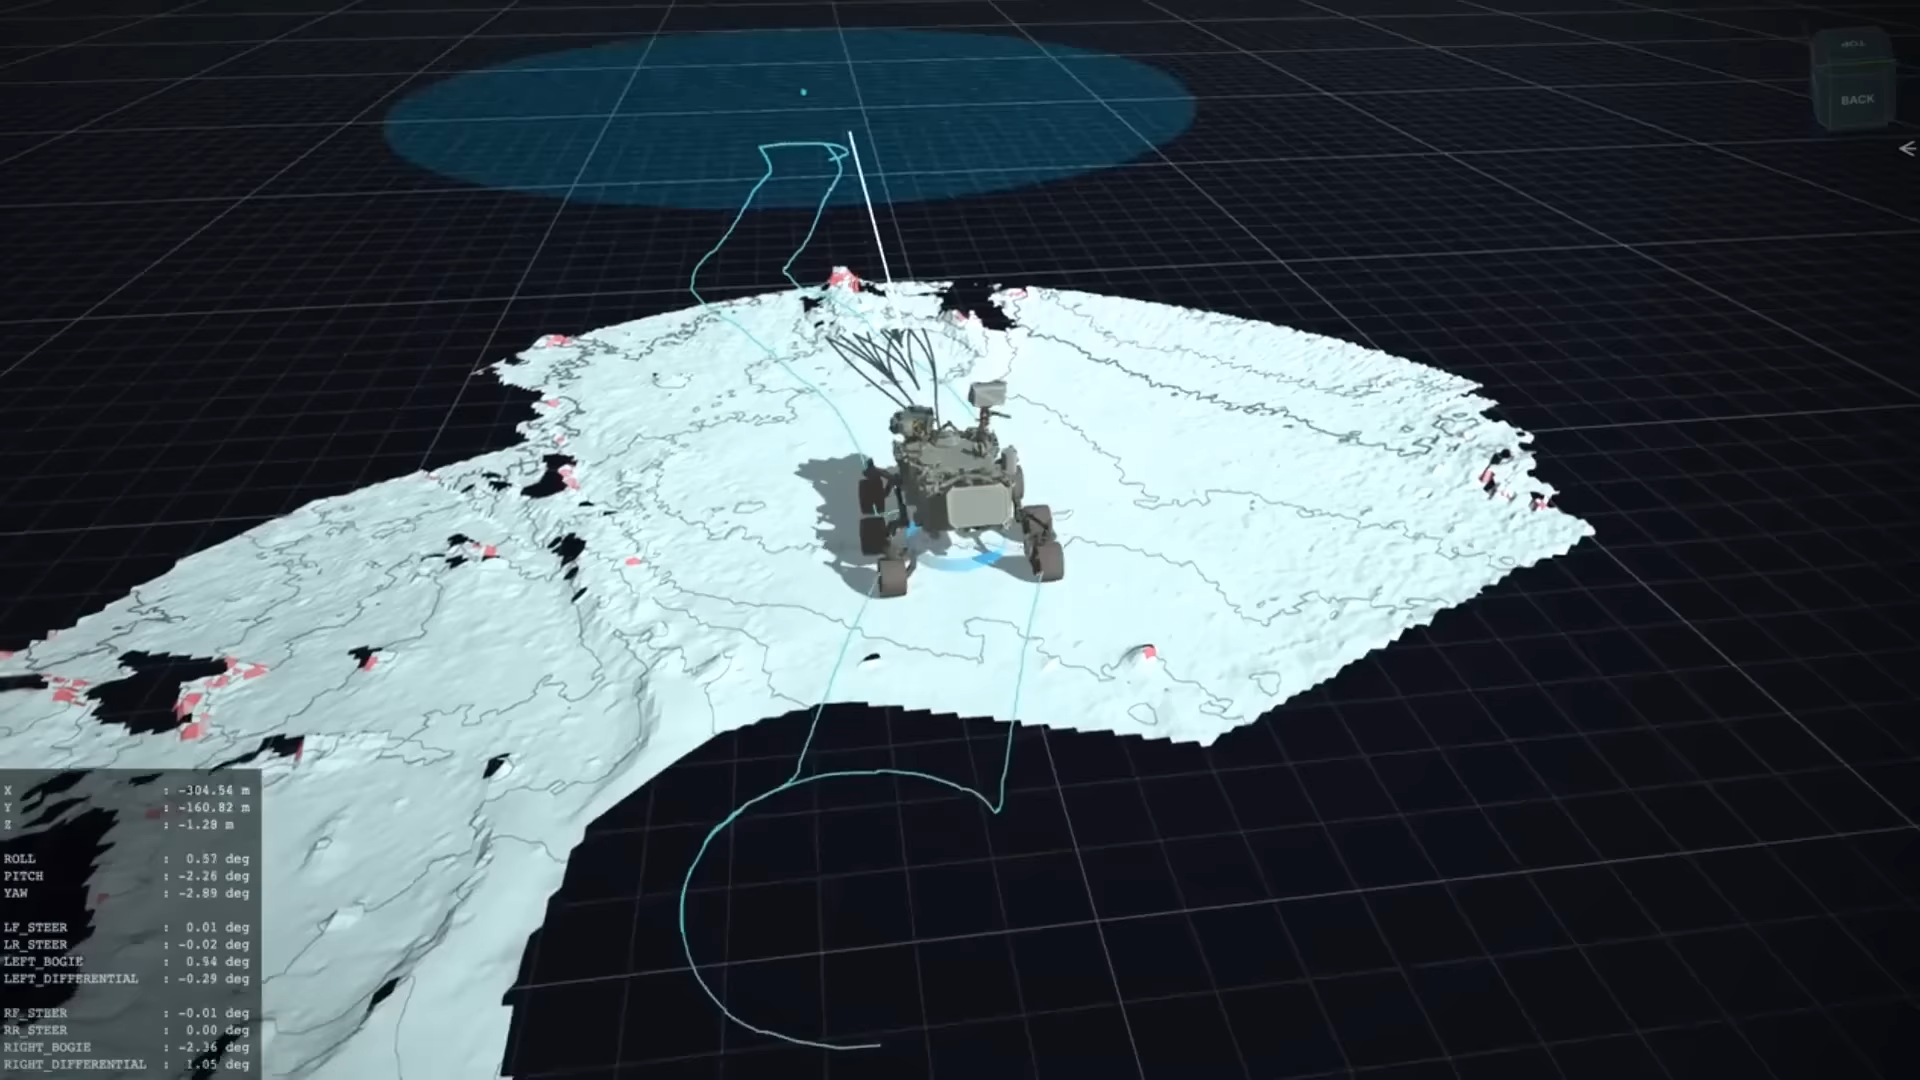 TOP
BACK
X : -304.54 m
Y : -160.82 m
Z : -1.28 m
ROLL : 0.57 deg
PITCH : -2.26 deg
YAW : -2.89 deg
LF_STEER : 0.01 deg
LR_STEER : -0.02 deg
LEFT_BOGIE : 0.94 deg
LEFT_DIFFERENTIAL : -0.29 deg
RF_STEER : -0.01 deg
RR_STEER : 0.00 deg
RIGHT_BOGIE : -2.36 deg
RIGHT_DIFFERENTIAL : 1.05 deg